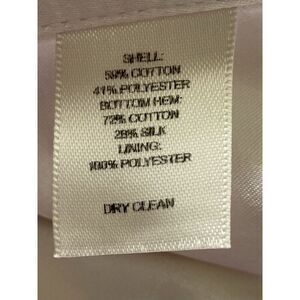 SHELL:
59% COTTON
41% POLYESTER
BOTTOM HEM:
72% COTTON
28% SILK
LINING:
100% POLYESTER
DRY CLEAN